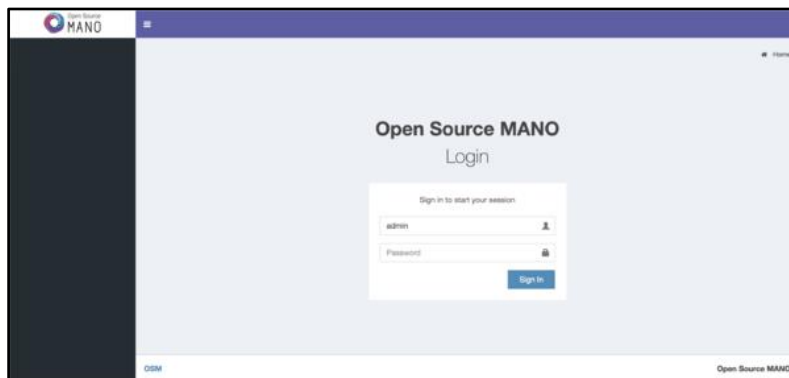 Open Source
MANO
Home
Open Source MANO
Login
Sign in to start your session
admin
Password
Sign In
OSM
Open Source MANO